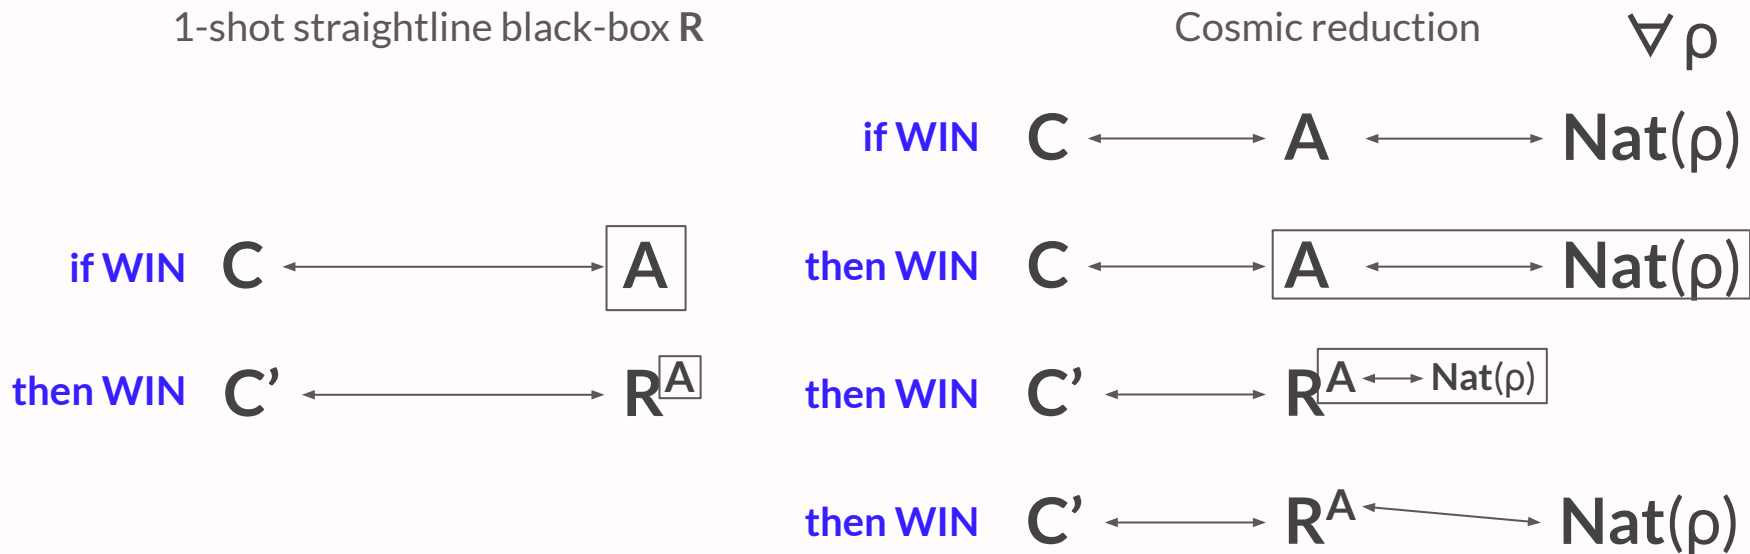 1-shot straightline black-box R
Cosmic reduction ∀ ρ
if WIN C A Nat(ρ)
if WIN C A
then WIN C A Nat(ρ)
then WIN C’ R^A
then WIN C’ R^A Nat(ρ)
then WIN C’ R^A Nat(ρ)